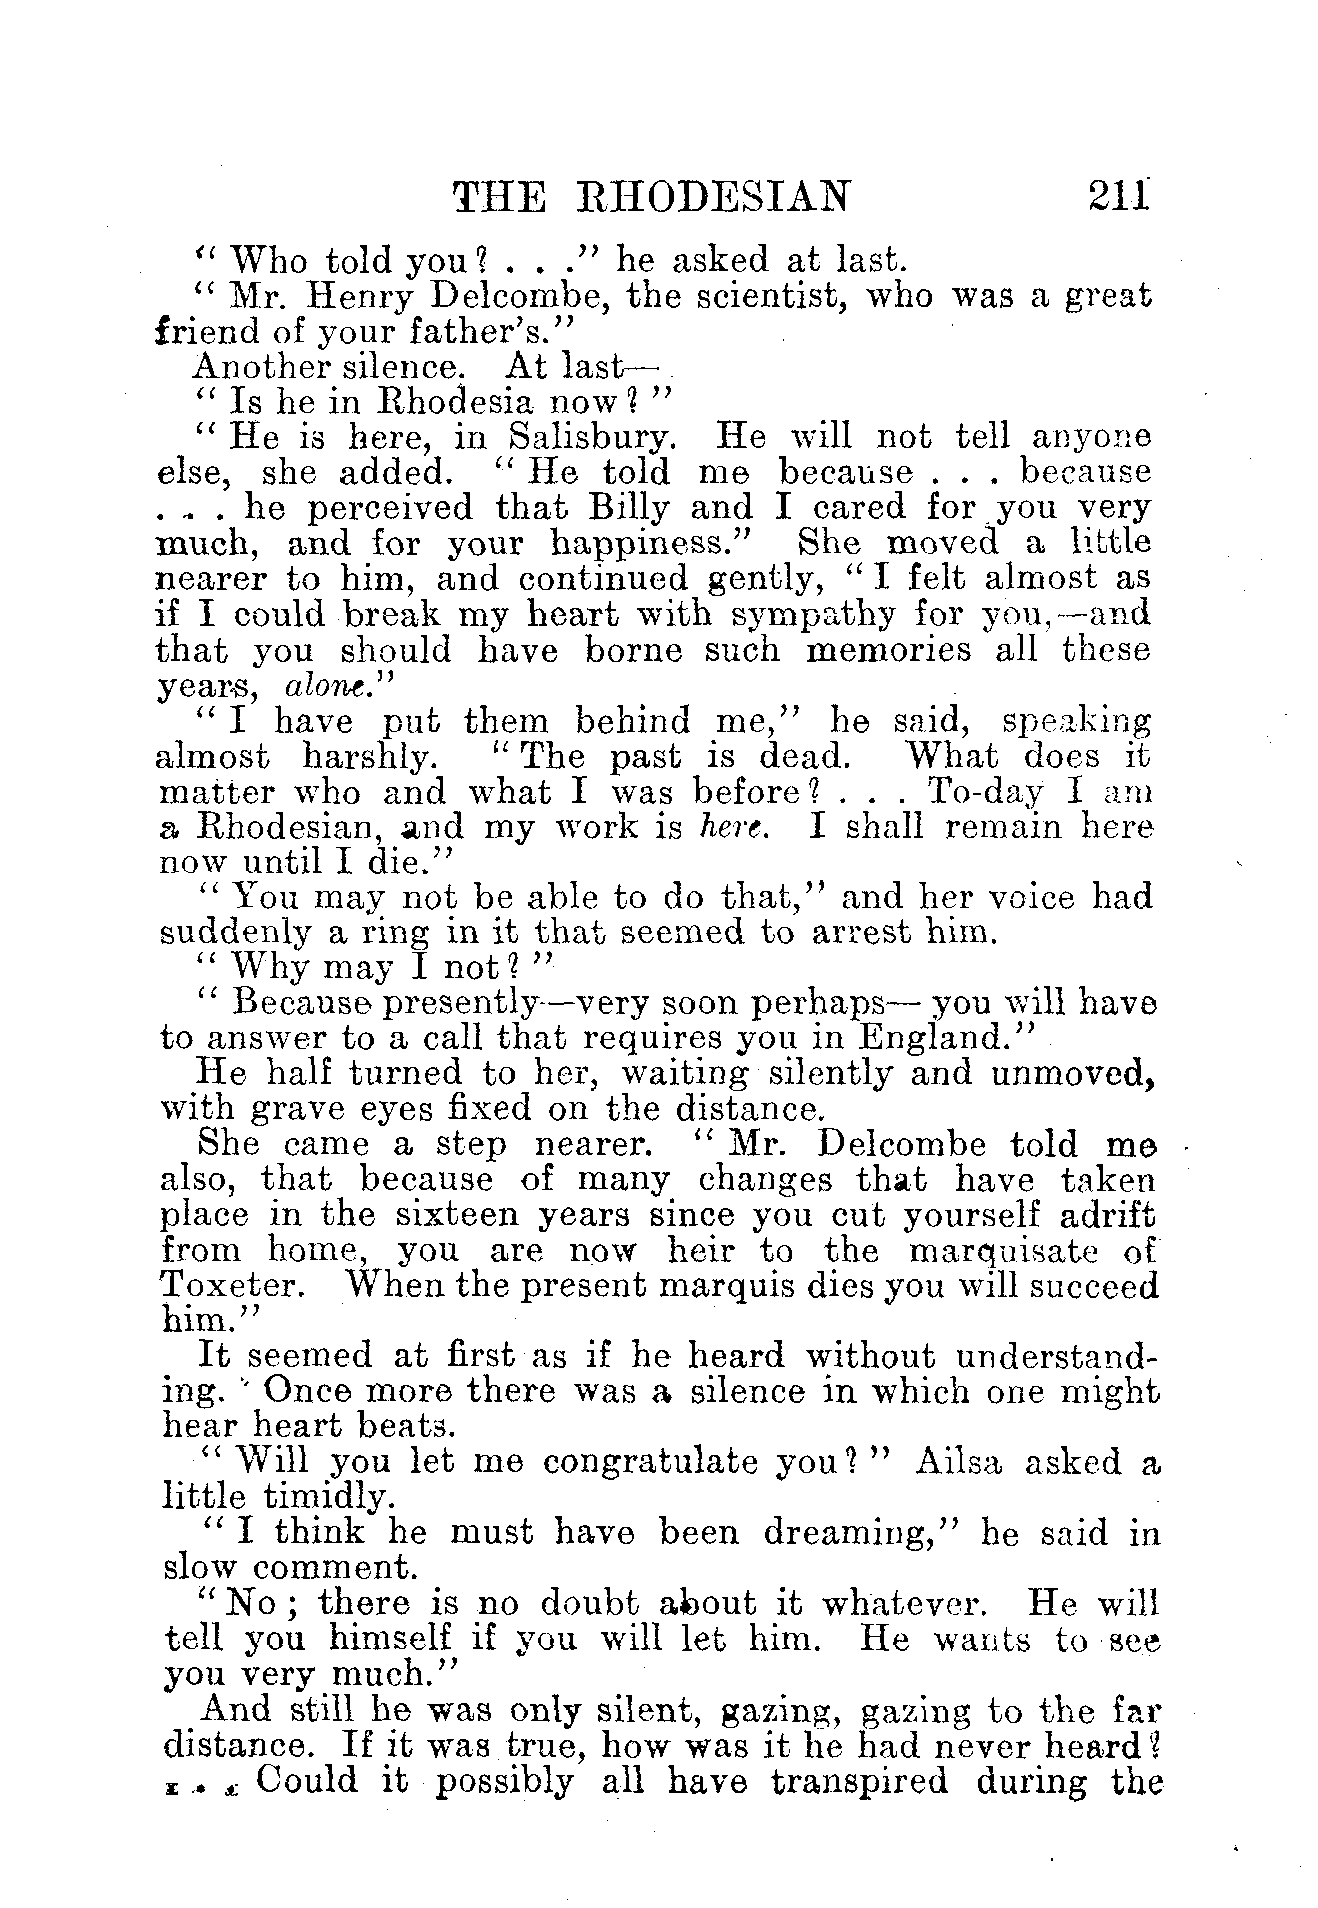 THE RHODESIAN 211
“ Who told you? . . .” he asked at last.
“ Mr. Henry Delcombe, the scientist, who was a great
friend of your father's.”
Another silence. At last—
“ Is he in Rhodesia now? ”
“ He is here, in Salisbury. He will not tell anyone
else, she added. “ He told me because . . . because
. . . he perceived that Billy and I cared for you very
much, and for your happiness.” She moved a little
nearer to him, and continued gently, “ I felt almost as
if I could break my heart with sympathy for you,—and
that you should have borne such memories all these
years, alone.”
“ I have put them behind me,” he said, speaking
almost harshly. “ The past is dead. What does it
matter who and what I was before? . . . To-day I am
a Rhodesian, and my work is here. I shall remain here
now until I die.”
“ You may not be able to do that,” and her voice had
suddenly a ring in it that seemed to arrest him.
“ Why may I not? ”
“ Because presently—very soon perhaps— you will have
to answer to a call that requires you in England.”
He half turned to her, waiting silently and unmoved,
with grave eyes fixed on the distance.
She came a step nearer. “ Mr. Delcombe told me
also, that because of many changes that have taken
place in the sixteen years since you cut yourself adrift
from home, you are now heir to the marquisate of
Toxeter. When the present marquis dies you will succeed
him.”
It seemed at first as if he heard without understand-
ing. Once more there was a silence in which one might
hear heart beats.
“ Will you let me congratulate you? ” Ailsa asked a
little timidly.
“ I think he must have been dreaming,” he said in
slow comment.
“ No ; there is no doubt about it whatever. He will
tell you himself if you will let him. He wants to see
you very much.”
And still he was only silent, gazing, gazing to the far
distance. If it was true, how was it he had never heard?
. . . Could it possibly all have transpired during the